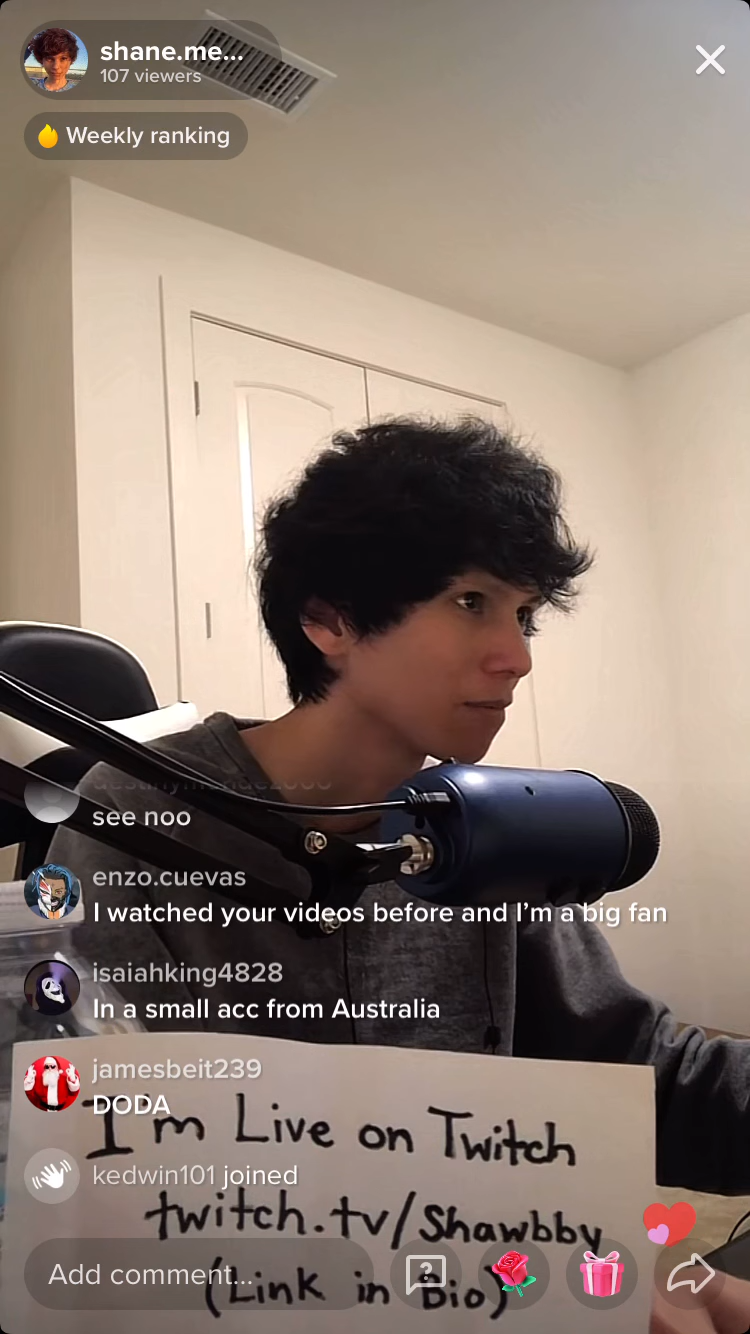 shane.me...
107 viewers
Weekly ranking
see noo
enzo.cuevas
I watched your videos before and I'm a big fan
isaiahking4828
In a small acc from Australia
jamesbeit239
DODA
I'm Live on Twitch
kedwin101 joined
twitch.tv/Shawbby
Add comment...
(Link in Bio)